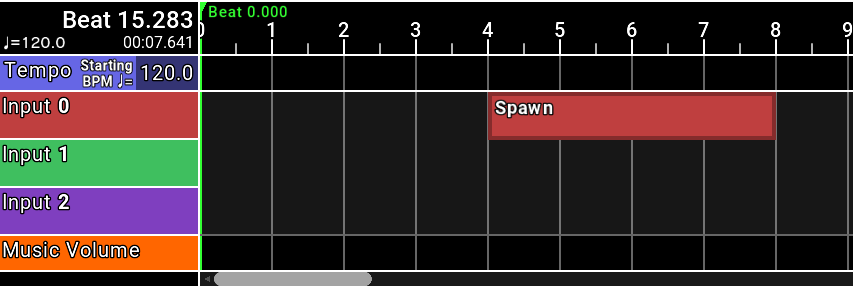 Beat 15.283
♩=120.0 00:07.641
Beat 0.000
0 1 2 3 4 5 6 7 8 9
Tempo Starting BPM ♩= 120.0
Input 0
Spawn
Input 1
Input 2
Music Volume